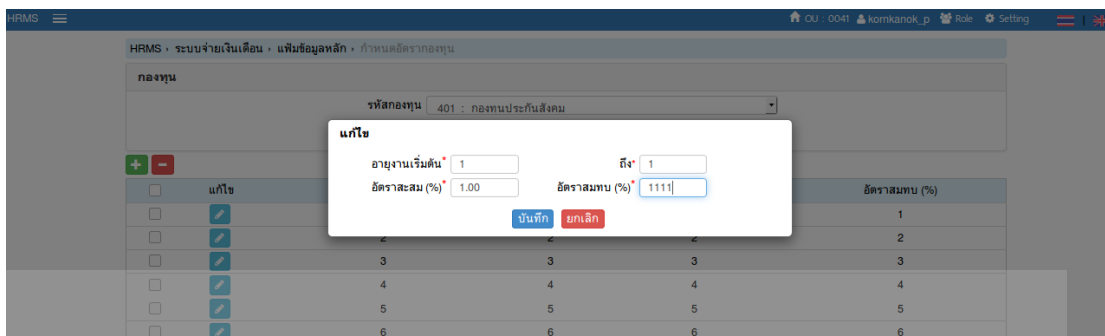 HRMS OU : 0041 kornkanok_p Role Setting
HRMS › ระบบจ่ายเงินเดือน › แฟ้มข้อมูลหลัก › กำหนดอัตรากองทุน
กองทุน
รหัสกองทุน 401 : กองทุนประกันสังคม
แก้ไข
อายุงานเริ่มต้น* 1 ถึง* 1
อัตราสะสม (%)* 1.00 อัตราสมทบ (%)* 1111
บันทึก ยกเลิก
แก้ไข อัตราสมทบ (%)
1
2 2 2 2
3 3 3 3
4 4 4 4
5 5 5 5
6 6 6 6